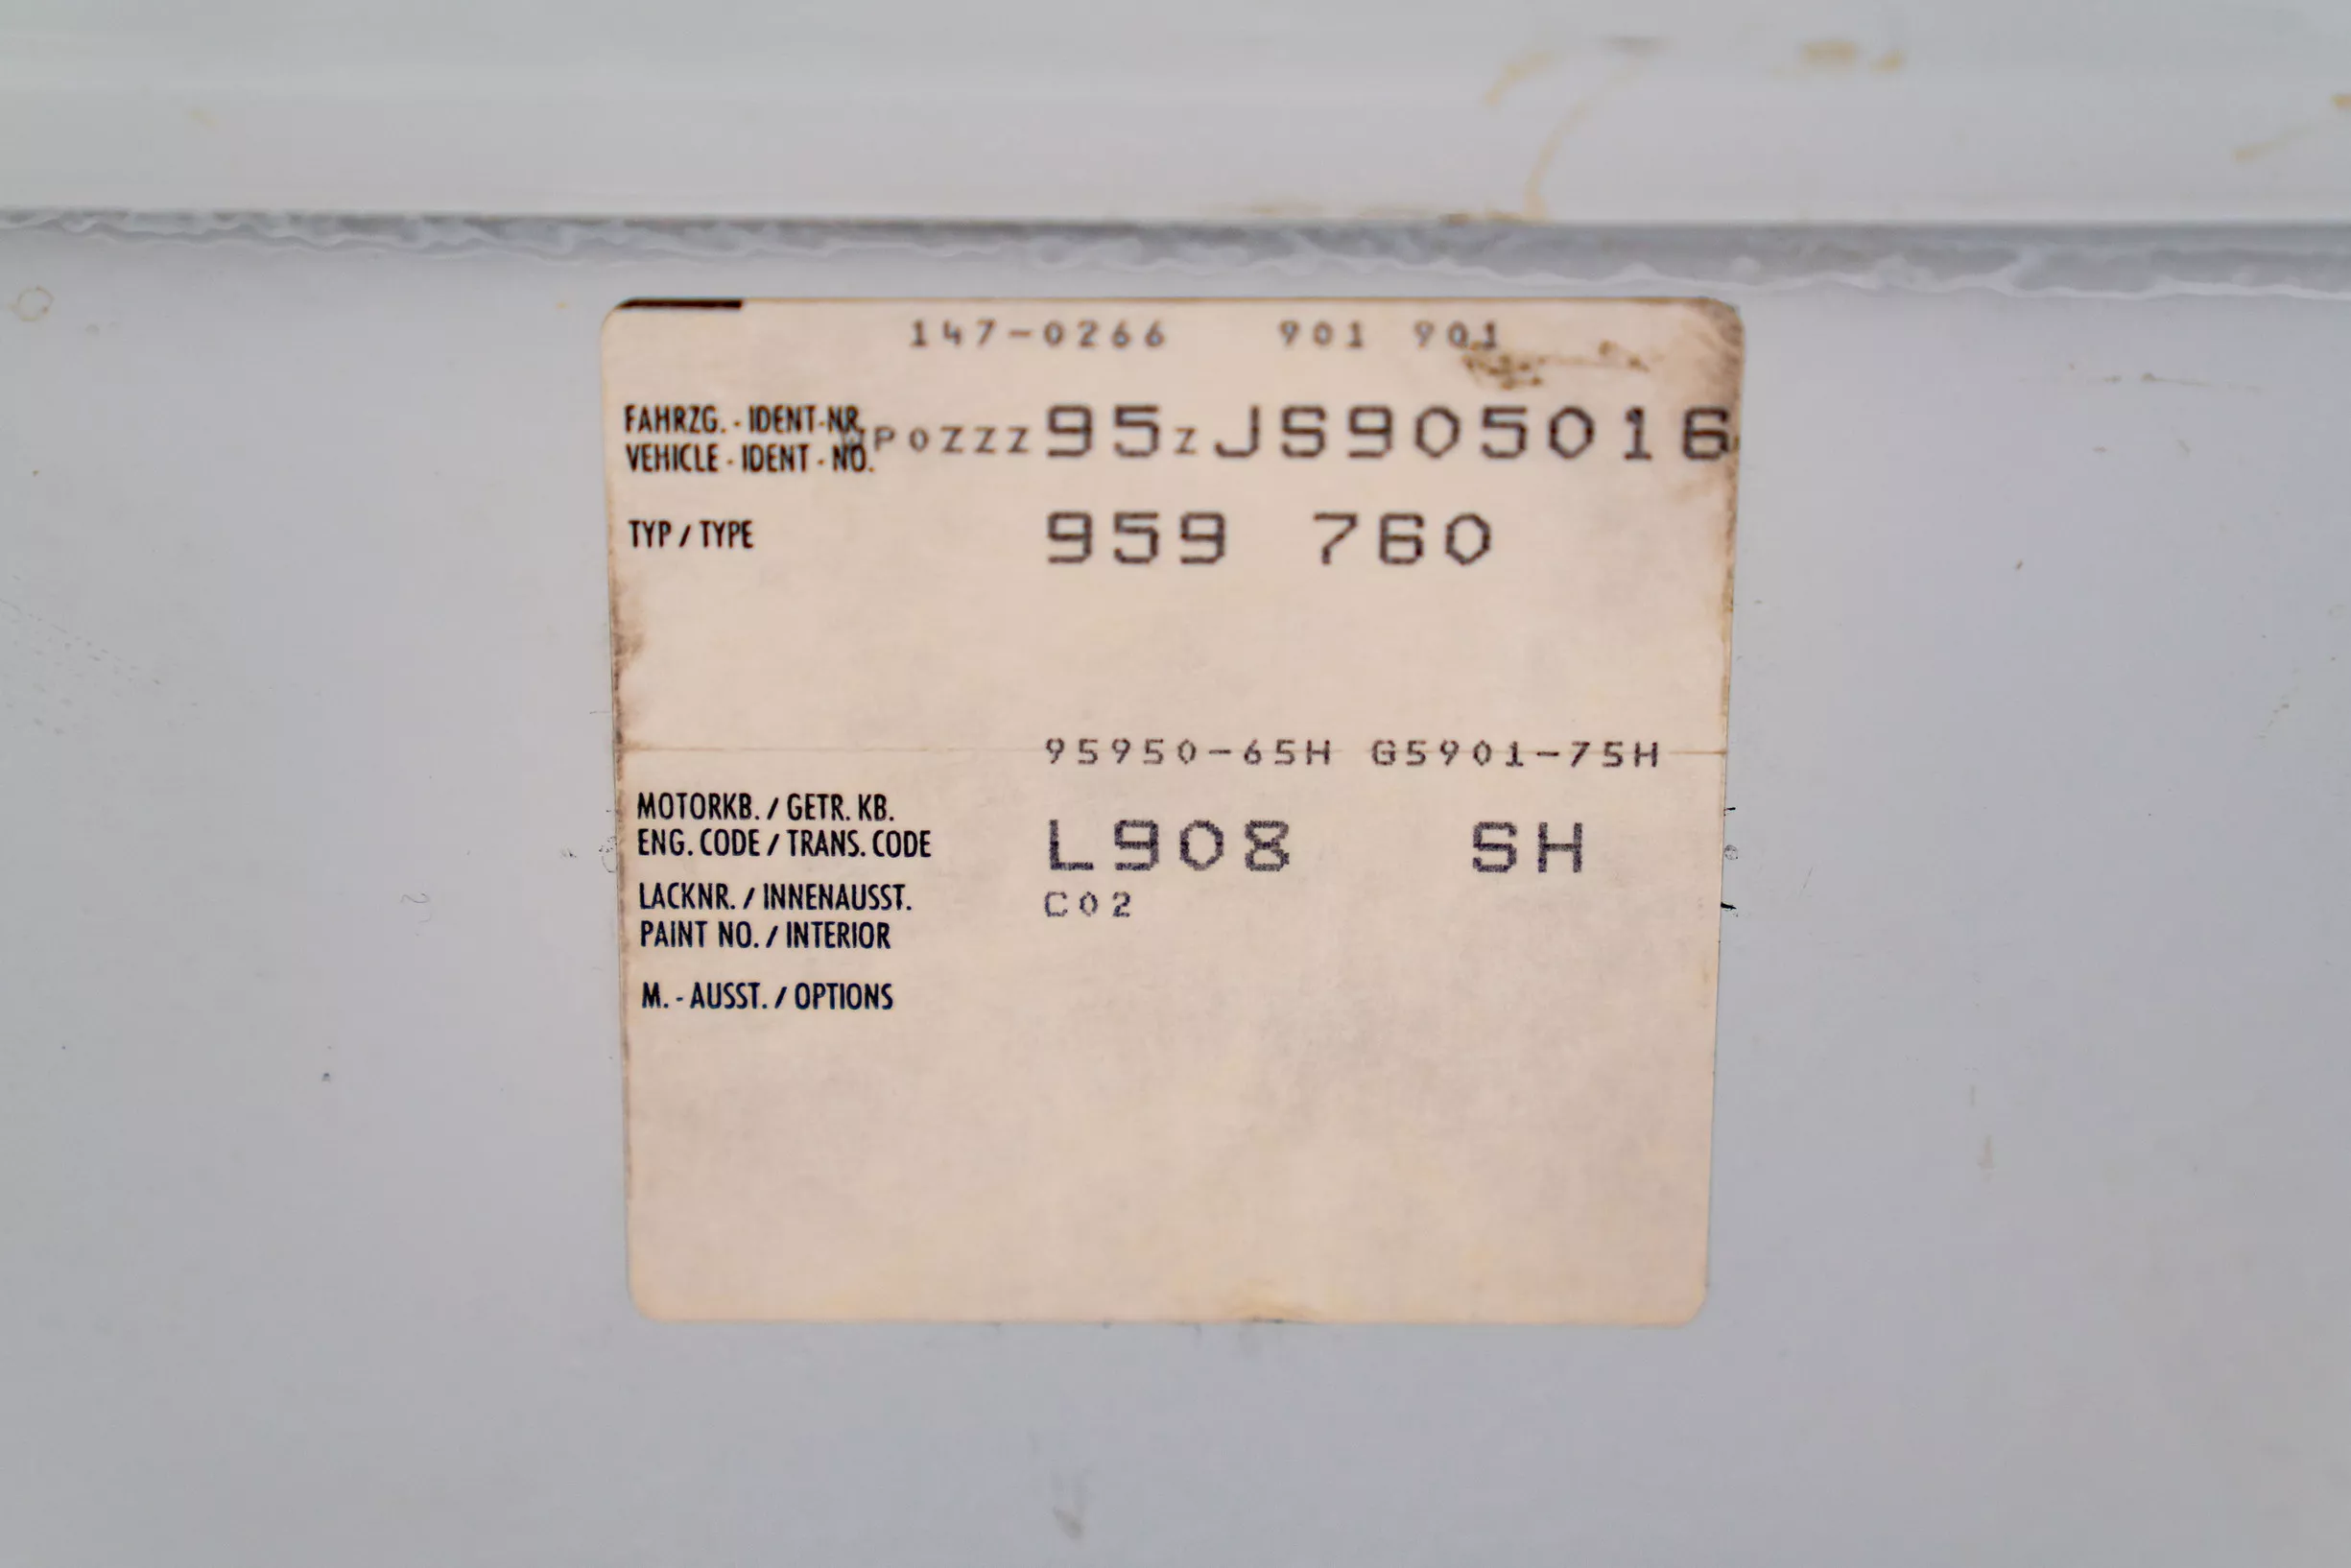 147-0266 901 901
FAHRZG. - IDENT-NR.
VEHICLE - IDENT - NO. WP0ZZZ95ZJS905016
TYP / TYPE 959 760
95950-65H G5901-75H
MOTORKB. / GETR. KB.
ENG. CODE / TRANS. CODE L908 SH
LACKNR. / INNENAUSST. C02
PAINT NO. / INTERIOR
M. - AUSST. / OPTIONS